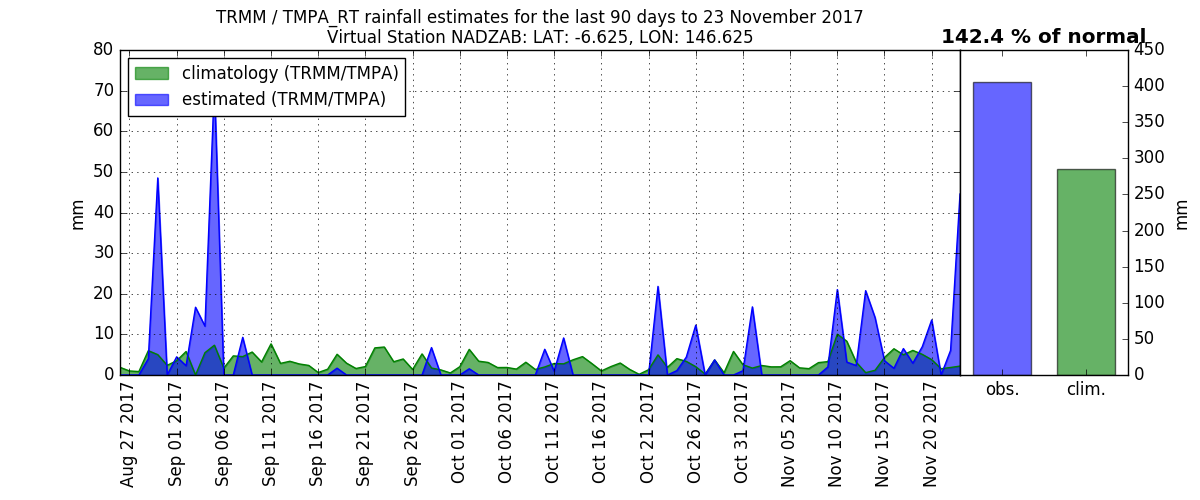 TRMM / TMPA_RT rainfall estimates for the last 90 days to 23 November 2017
Virtual Station NADZAB: LAT: -6.625, LON: 146.625
142.4 % of normal
climatology (TRMM/TMPA)
estimated (TRMM/TMPA)
80
70
60
50
40
30
20
10
0
mm
Aug 27 2017
Sep 01 2017
Sep 06 2017
Sep 11 2017
Sep 16 2017
Sep 21 2017
Sep 26 2017
Oct 01 2017
Oct 06 2017
Oct 11 2017
Oct 16 2017
Oct 21 2017
Oct 26 2017
Oct 31 2017
Nov 05 2017
Nov 10 2017
Nov 15 2017
Nov 20 2017
obs.
clim.
450
400
350
300
250
200
150
100
50
0
mm